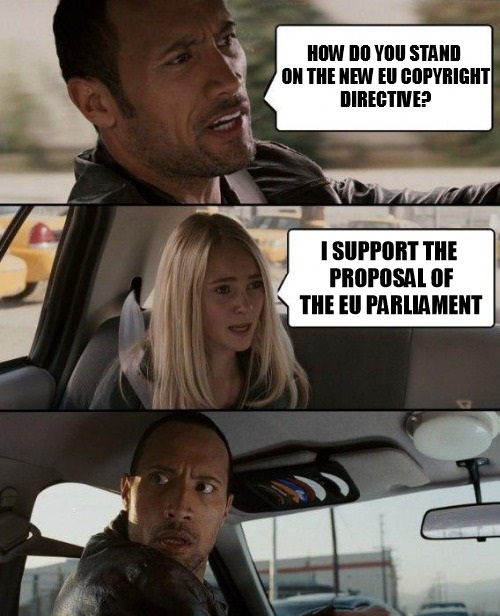 HOW DO YOU STAND
ON THE NEW EU COPYRIGHT
DIRECTIVE?
I SUPPORT THE
PROPOSAL OF
THE EU PARLIAMENT